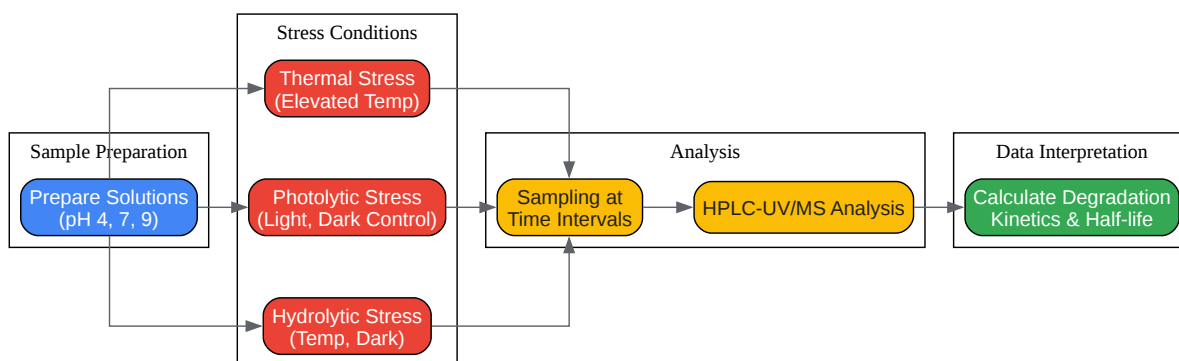 Stress Conditions
Thermal Stress
(Elevated Temp)
Sample Preparation
Prepare Solutions
(pH 4, 7, 9)
Photolytic Stress
(Light, Dark Control)
Hydrolytic Stress
(Temp, Dark)
Analysis
Sampling at
Time Intervals
HPLC-UV/MS Analysis
Data Interpretation
Calculate Degradation
Kinetics & Half-life